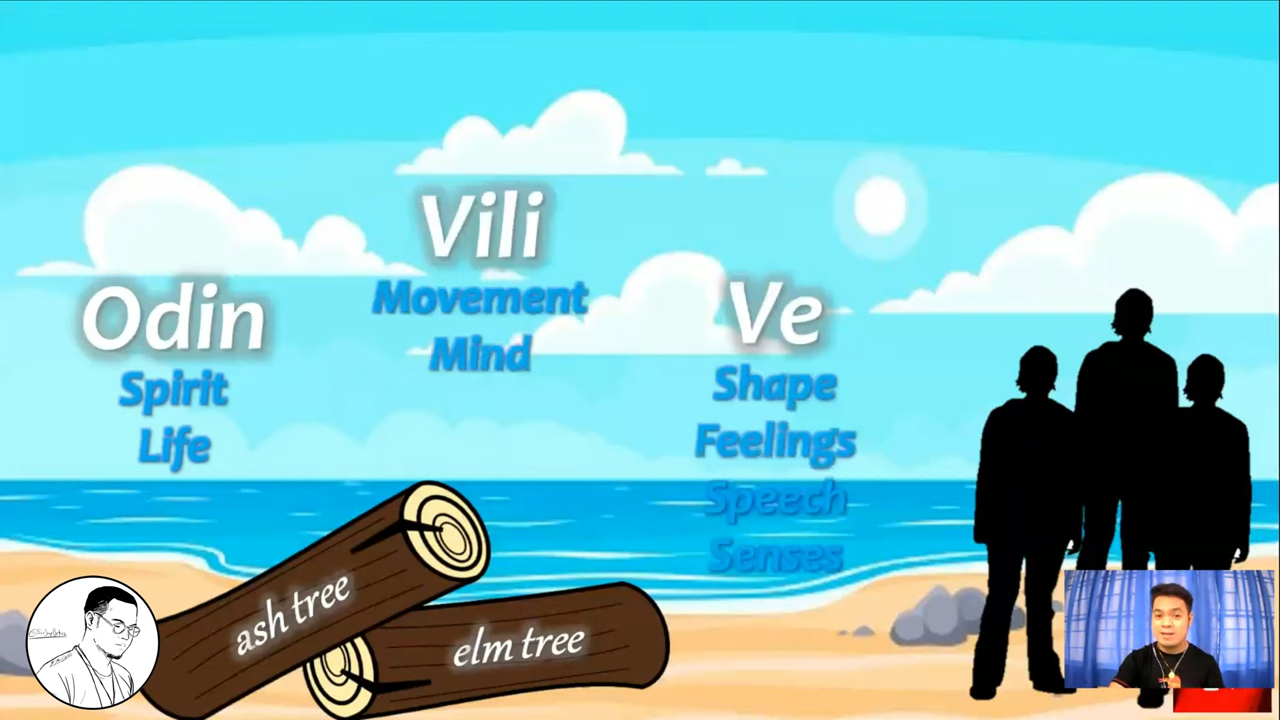 Vili
Movement
Mind
Odin
Spirit
Life
Ve
Shape
Feelings
Speech
Senses
ash tree
elm tree